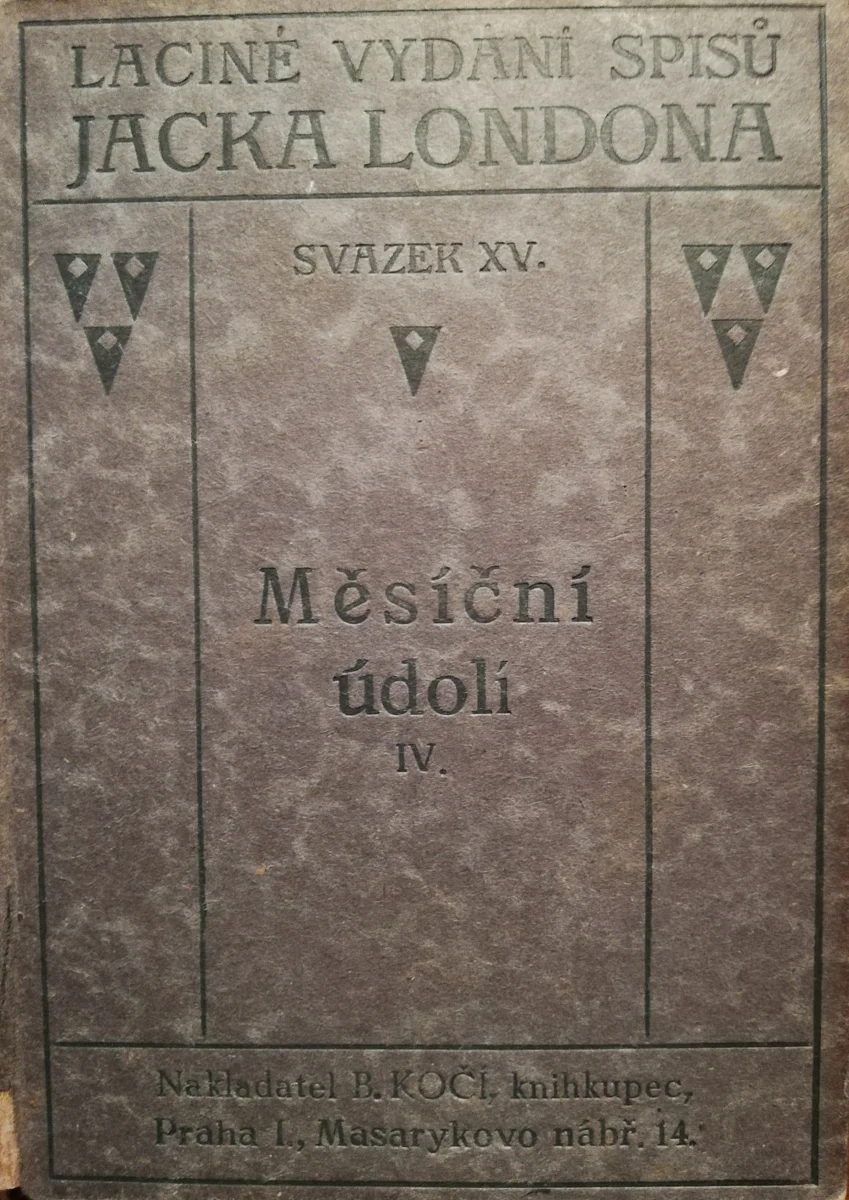 LACINÉ VYDÁNÍ SPISŮ
JACKA LONDONA
SVAZEK XV.
Měsíční
údolí
IV.
Nakladatel B. KOČÍ, knihkupec,
Praha I., Masarykovo nábř. 14.